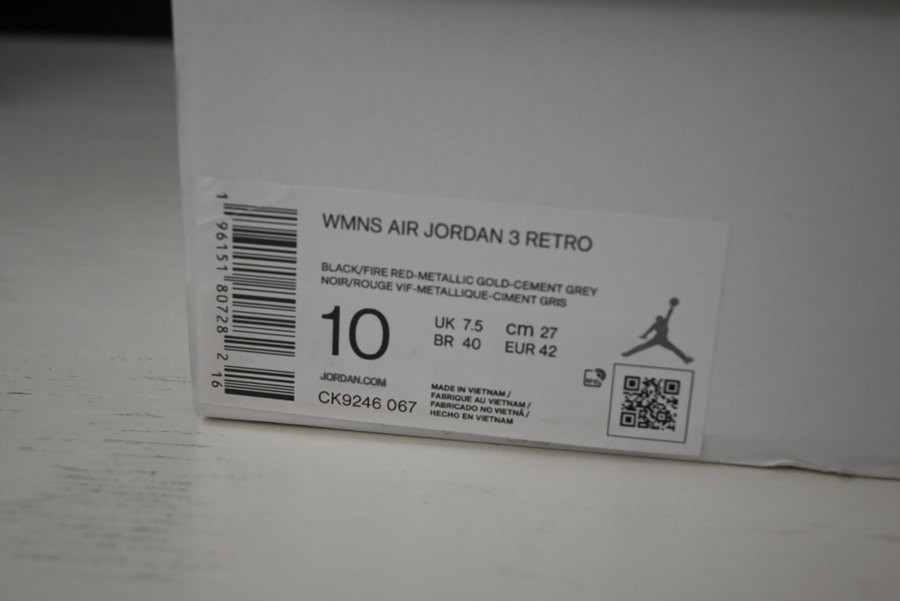 1 96151 80728 2 16
WMNS AIR JORDAN 3 RETRO
BLACK/FIRE RED-METALLIC GOLD-CEMENT GREY
NOIR/ROUGE VIF-METALLIQUE-CIMENT GRIS
10
UK 7.5 cm 27
BR 40 EUR 42
JORDAN.COM
CK9246 067
MADE IN VIETNAM /
FABRIQUE AU VIETNAM /
FABRICADO NO VIETNÃ /
HECHO EN VIETNAM